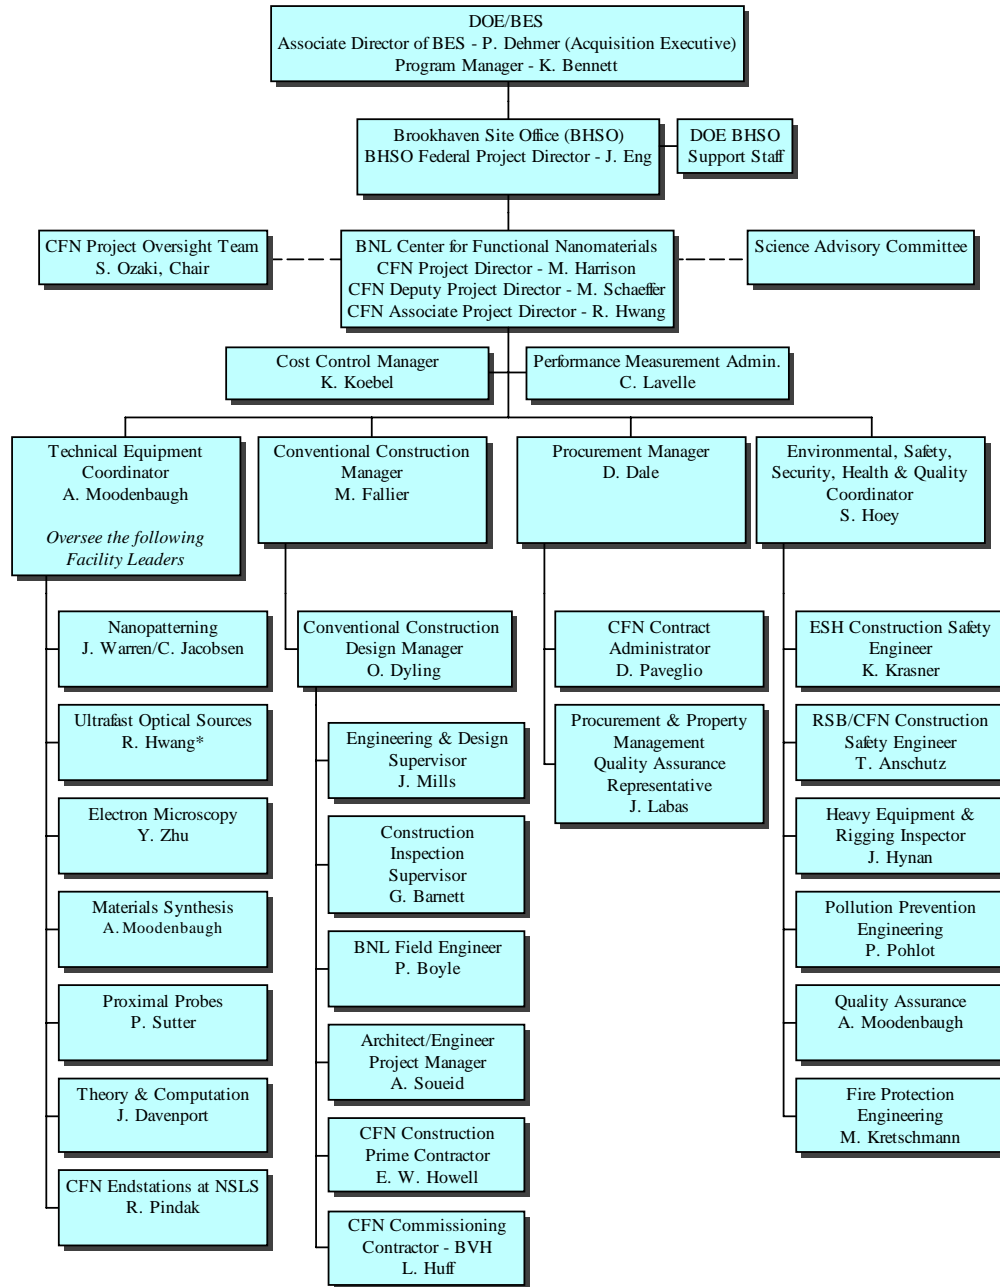 DOE/BES
Associate Director of BES - P. Dehmer (Acquisition Executive)
Program Manager - K. Bennett
Brookhaven Site Office (BHSO)
BHSO Federal Project Director - J. Eng
DOE BHSO
Support Staff
CFN Project Oversight Team
S. Ozaki, Chair
BNL Center for Functional Nanomaterials
CFN Project Director - M. Harrison
CFN Deputy Project Director - M. Schaeffer
CFN Associate Project Director - R. Hwang
Science Advisory Committee
Cost Control Manager
K. Koebel
Performance Measurement Admin.
C. Lavelle
Technical Equipment
Coordinator
A. Moodenbaugh
Oversee the following
Facility Leaders
Conventional Construction
Manager
M. Fallier
Procurement Manager
D. Dale
Environmental, Safety,
Security, Health & Quality
Coordinator
S. Hoey
Nanopatterning
J. Warren/C. Jacobsen
Ultrafast Optical Sources
R. Hwang*
Electron Microscopy
Y. Zhu
Materials Synthesis
A. Moodenbaugh
Proximal Probes
P. Sutter
Theory & Computation
J. Davenport
CFN Endstations at NSLS
R. Pindak
Conventional Construction
Design Manager
O. Dyling
Engineering & Design
Supervisor
J. Mills
Construction
Inspection
Supervisor
G. Barnett
BNL Field Engineer
P. Boyle
Architect/Engineer
Project Manager
A. Soueid
CFN Construction
Prime Contractor
E. W. Howell
CFN Commissioning
Contractor - BVH
L. Huff
CFN Contract
Administrator
D. Paveglio
Procurement & Property
Management
Quality Assurance
Representative
J. Labas
ESH Construction Safety
Engineer
K. Krasner
RSB/CFN Construction
Safety Engineer
T. Anschutz
Heavy Equipment &
Rigging Inspector
J. Hynan
Pollution Prevention
Engineering
P. Pohlot
Quality Assurance
A. Moodenbaugh
Fire Protection
Engineering
M. Kretschmann